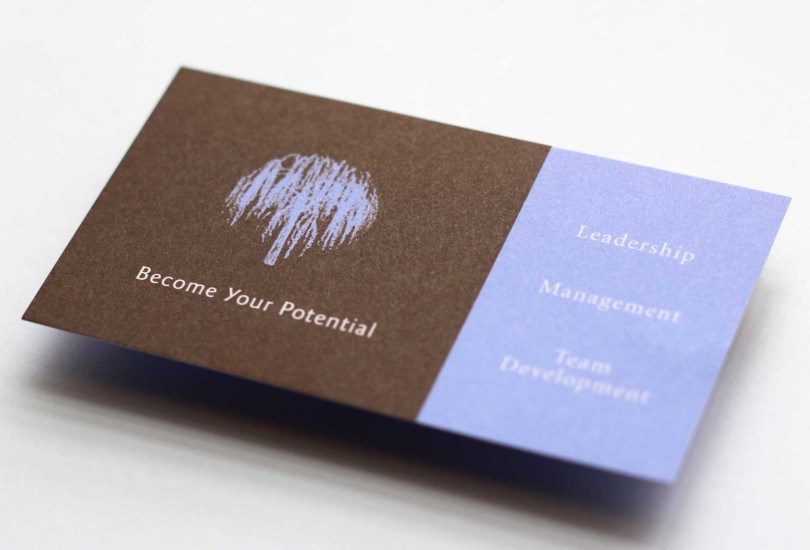 Become Your Potential
Leadership
Management
Team
Development